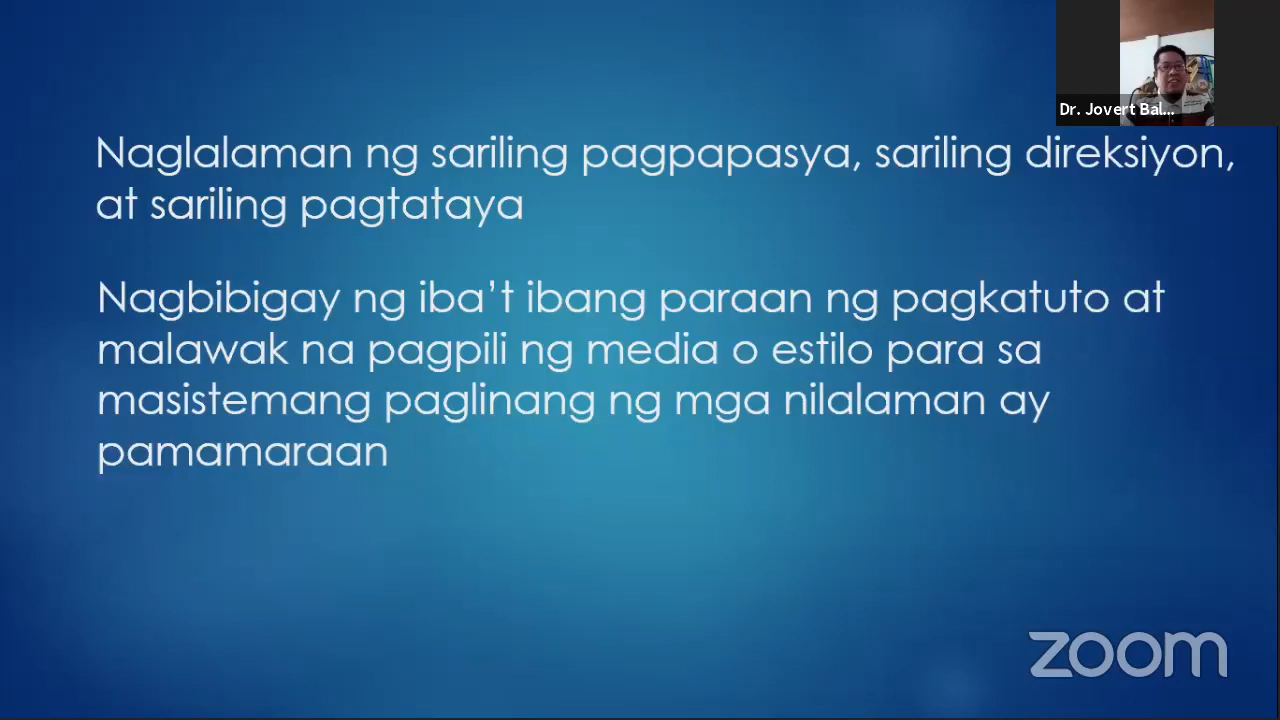 Dr. Jovert Bal...
Naglalaman ng sariling pagpapasya, sariling direksiyon,
at sariling pagtataya
Nagbibigay ng iba't ibang paraan ng pagkatuto at
malawak na pagpili ng media o estilo para sa
masistemang paglinang ng mga nilalaman ay
pamamaraan
zoom